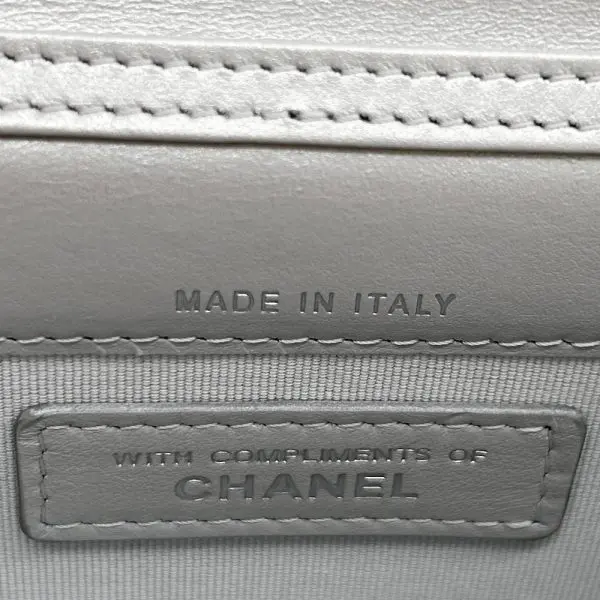 MADE IN ITALY
WITH COMPLIMENTS OF
CHANEL